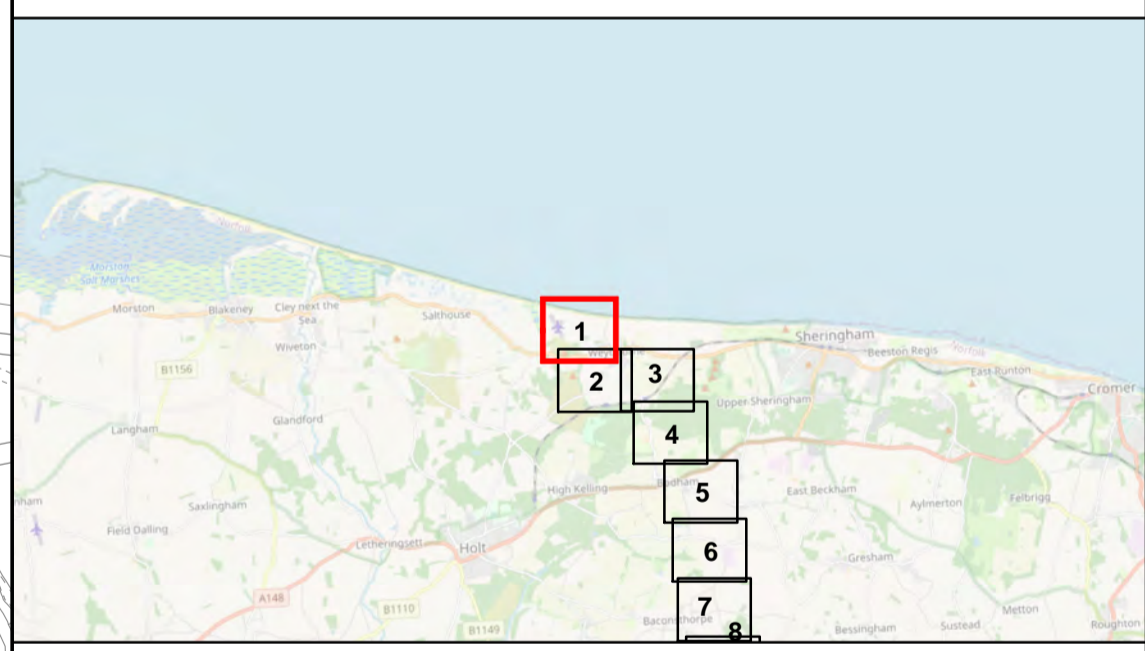 Norfolk
Morston
Salt Marshes
Morston
Blakeney
Cley next the
Sea
Salthouse
Wiveton
1
Sheringham
Beeston Regis
Norfolk
East Runton
Cromer
B1156
2
3
Upper Sheringham
Glandford
Langham
4
High Kelling
5
East Beckham
Aylmerton
Felbrigg
Saxlingham
Field Dalling
Letheringsett
Holt
6
Gresham
A148
B1110
B1149
7
8
Bessingham
Sustead
Metton
Roughton